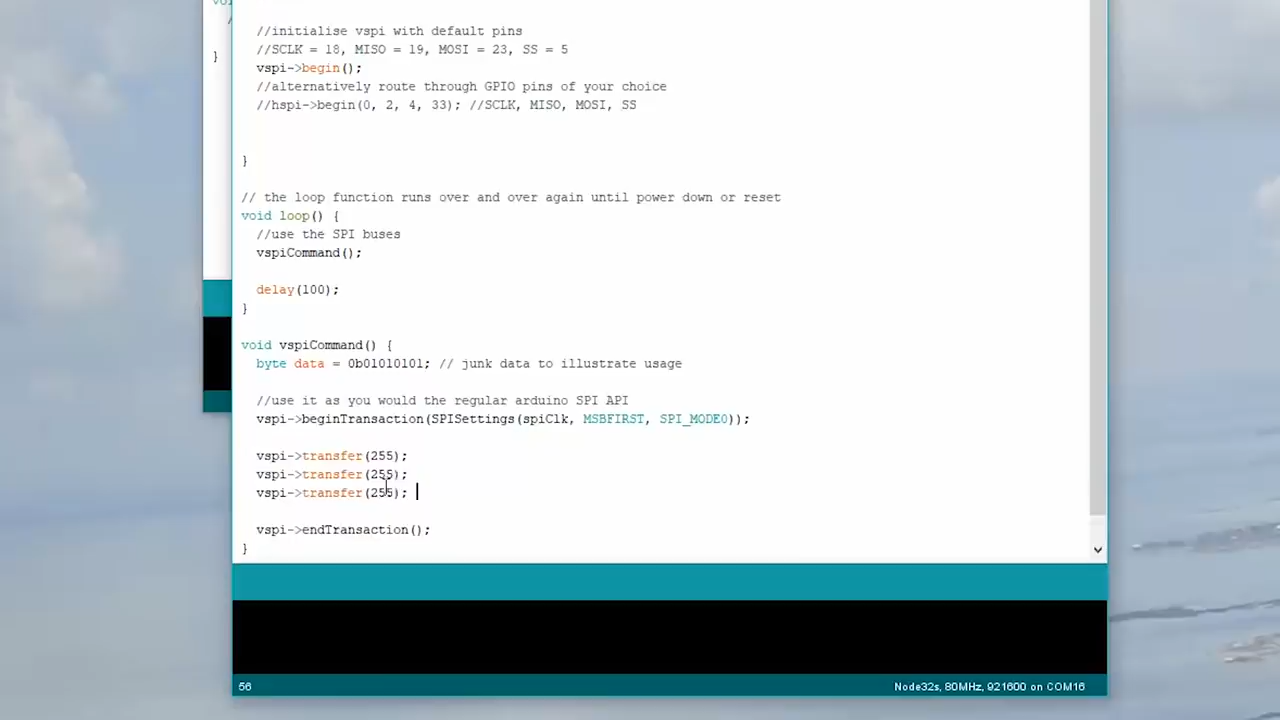 //initialise vspi with default pins
//SCLK = 18, MISO = 19, MOSI = 23, SS = 5
vspi->begin();
//alternatively route through GPIO pins of your choice
//hspi->begin(0, 2, 4, 33); //SCLK, MISO, MOSI, SS
}
}
// the loop function runs over and over again until power down or reset
void loop() {
//use the SPI buses
vspiCommand();
delay(100);
}
void vspiCommand() {
byte data = 0b01010101; // junk data to illustrate usage
//use it as you would the regular arduino SPI API
vspi->beginTransaction(SPISettings(spiClk, MSBFIRST, SPI_MODE0));
vspi->transfer(255);
vspi->transfer(255);
vspi->transfer(255);
vspi->endTransaction();
}
56
Node32s, 80MHz, 921600 on COM16